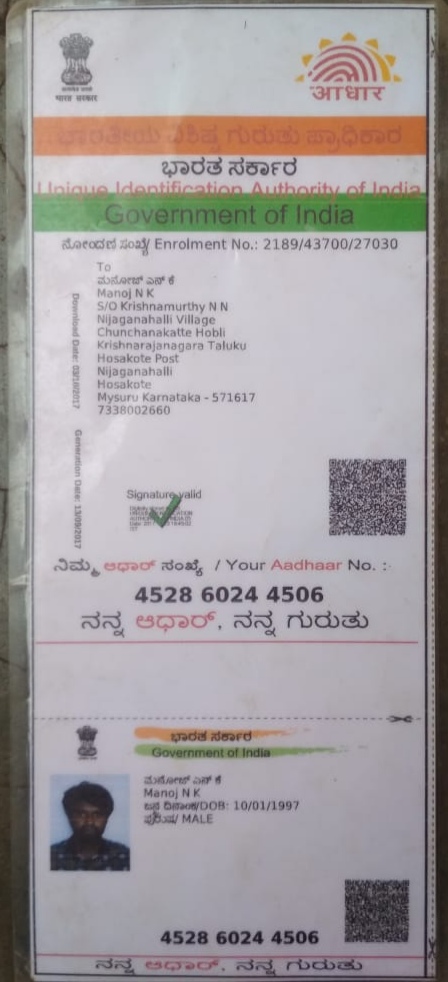 भारत सरकार
आधार
ಭಾರತೀಯ ವಿಶಿಷ್ಟ ಗುರುತು ಪ್ರಾಧಿಕಾರ
ಭಾರತ ಸರ್ಕಾರ
Unique Identification Authority of India
Government of India
ನೋಂದಣಿ ಸಂಖ್ಯೆ/ Enrolment No.: 2189/43700/27030
To
ಮನೋಜ್ ಎನ್ ಕೆ
Manoj N K
S/O Krishnamurthy N N
Nijaganahalli Village
Chunchanakatte Hobli
Krishnarajanagara Taluku
Hosakote Post
Nijaganahalli
Hosakote
Mysuru Karnataka - 571617
7338002660
Download Date: 03/10/2017
Generation Date: 13/09/2017
Signature valid
ನಿಮ್ಮ ಆಧಾರ್ ಸಂಖ್ಯೆ / Your Aadhaar No. :
4528 6024 4506
ನನ್ನ ಆಧಾರ್, ನನ್ನ ಗುರುತು
ಭಾರತ ಸರ್ಕಾರ
Government of India
ಮನೋಜ್ ಎನ್ ಕೆ
Manoj N K
ಜನ್ಮ ದಿನಾಂಕ/DOB: 10/01/1997
ಪುರುಷ/ MALE
4528 6024 4506
ನನ್ನ ಆಧಾರ್, ನನ್ನ ಗುರುತು